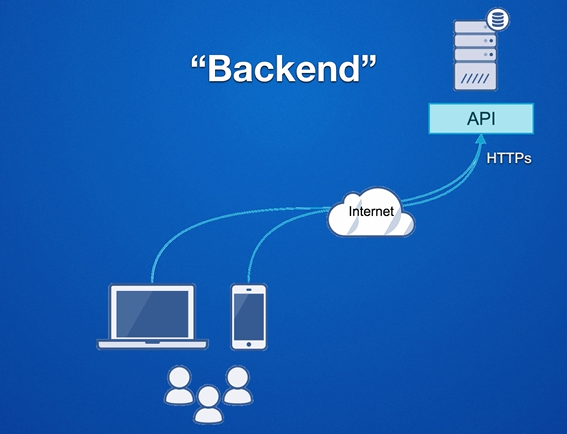 “Backend”
API
HTTPs
Internet